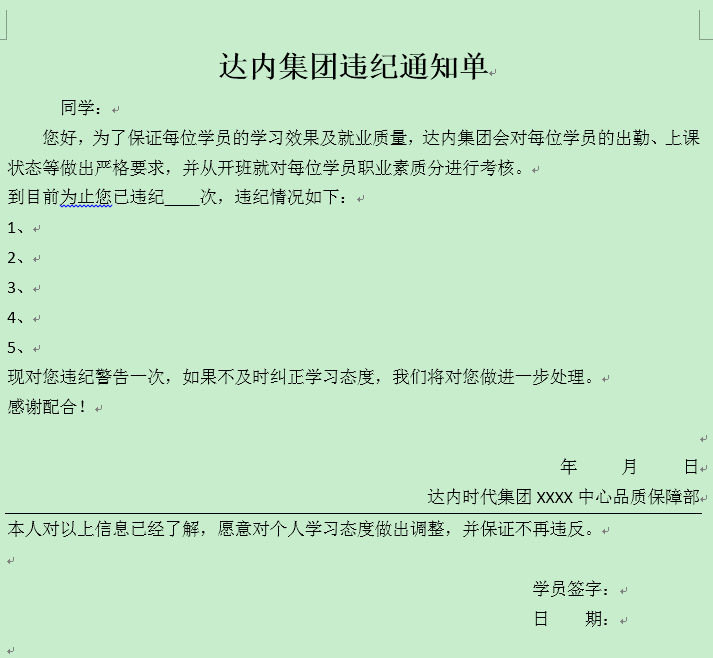 达内集团违纪通知单
同学：
您好，为了保证每位学员的学习效果及就业质量，达内集团会对每位学员的出勤、上课
状态等做出严格要求，并从开班就对每位学员职业素质分进行考核。
到目前为止您已违纪____次，违纪情况如下：
1、
2、
3、
4、
5、
现对您违纪警告一次，如果不及时纠正学习态度，我们将对您做进一步处理。
感谢配合！
年 月 日
达内时代集团 XXXX 中心品质保障部
本人对以上信息已经了解，愿意对个人学习态度做出调整，并保证不再违反。
学员签字：
日 期：